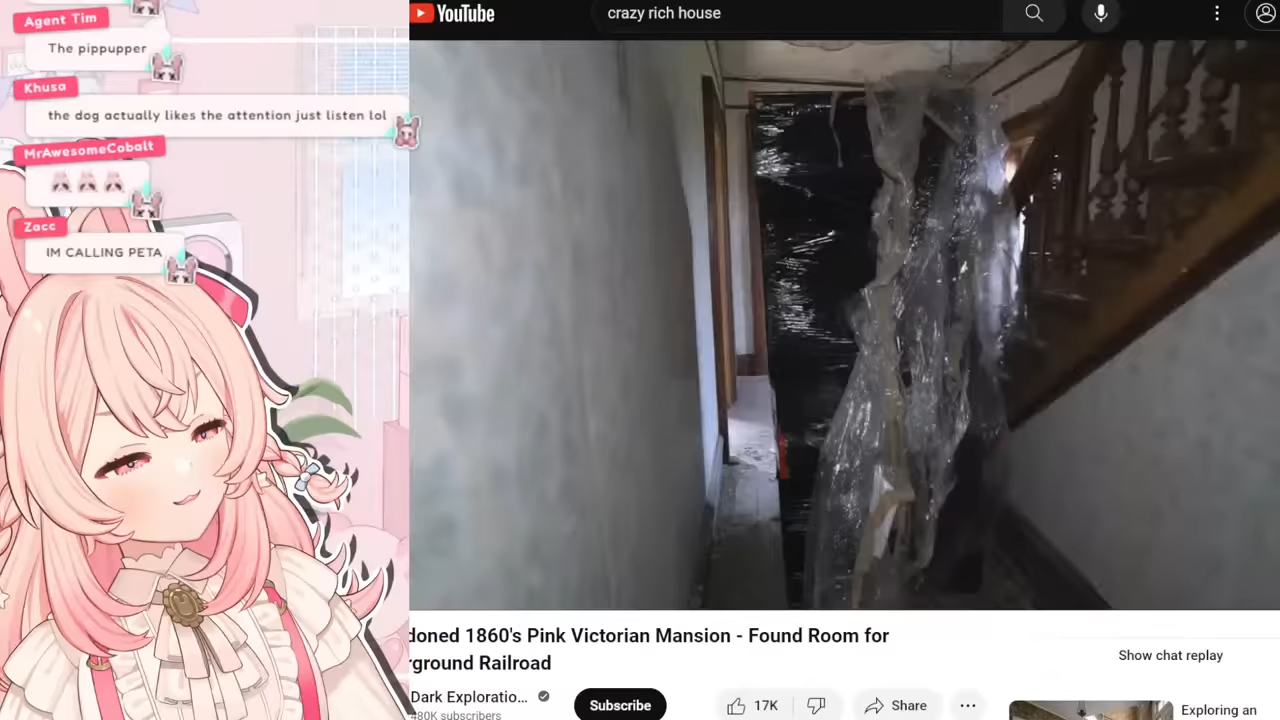 Agent Tim
The pippupper
Khusa
the dog actually likes the attention just listen lol
MrAwesomeCobalt
Zacc
IM CALLING PETA
YouTube
crazy rich house
doned 1860's Pink Victorian Mansion - Found Room for
rground Railroad
Dark Exploratio...
480K subscribers
Subscribe
17K
Share
Show chat replay
Exploring an